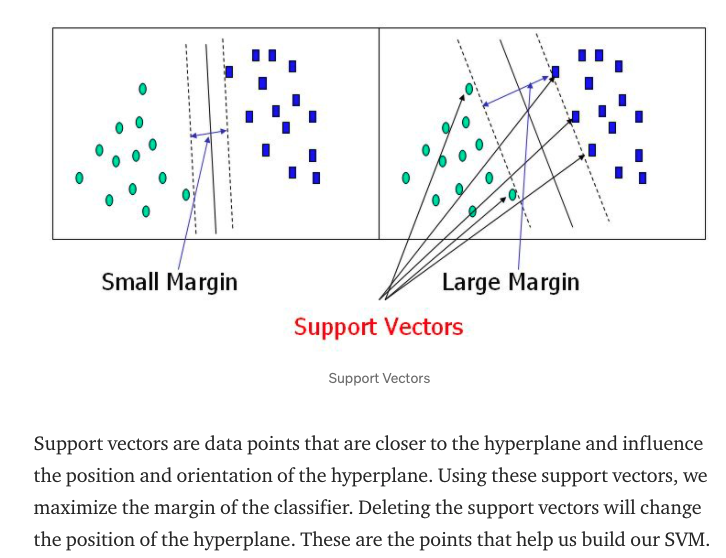 Small Margin
Large Margin
Support Vectors
Support Vectors
Support vectors are data points that are closer to the hyperplane and influence
the position and orientation of the hyperplane. Using these support vectors, we
maximize the margin of the classifier. Deleting the support vectors will change
the position of the hyperplane. These are the points that help us build our SVM.